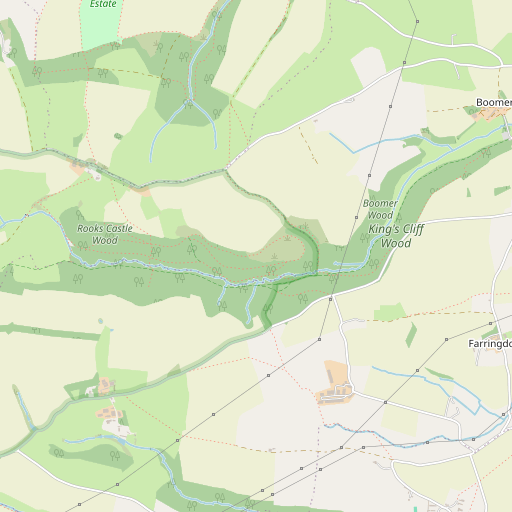 Estate
Boomer
Boomer
Wood
King's Cliff
Wood
Rooks Castle
Wood
Farringdo